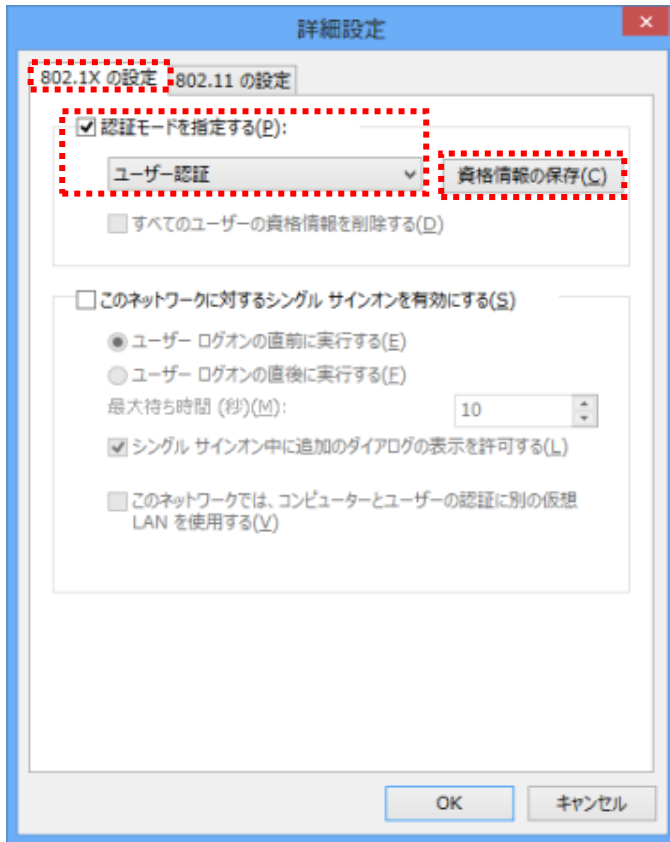 詳細設定
802.1X の設定 802.11 の設定
認証モードを指定する(P):
ユーザー認証 資格情報の保存(C)
すべてのユーザーの資格情報を削除する(D)
このネットワークに対するシングル サインオンを有効にする(S)
ユーザー ログオンの直前に実行する(E)
ユーザー ログオンの直後に実行する(F)
最大待ち時間 (秒)(M): 10
シングル サインオン中に追加のダイアログの表示を許可する(L)
このネットワークでは、コンピューターとユーザーの認証に別の仮想
LAN を使用する(V)
OK キャンセル